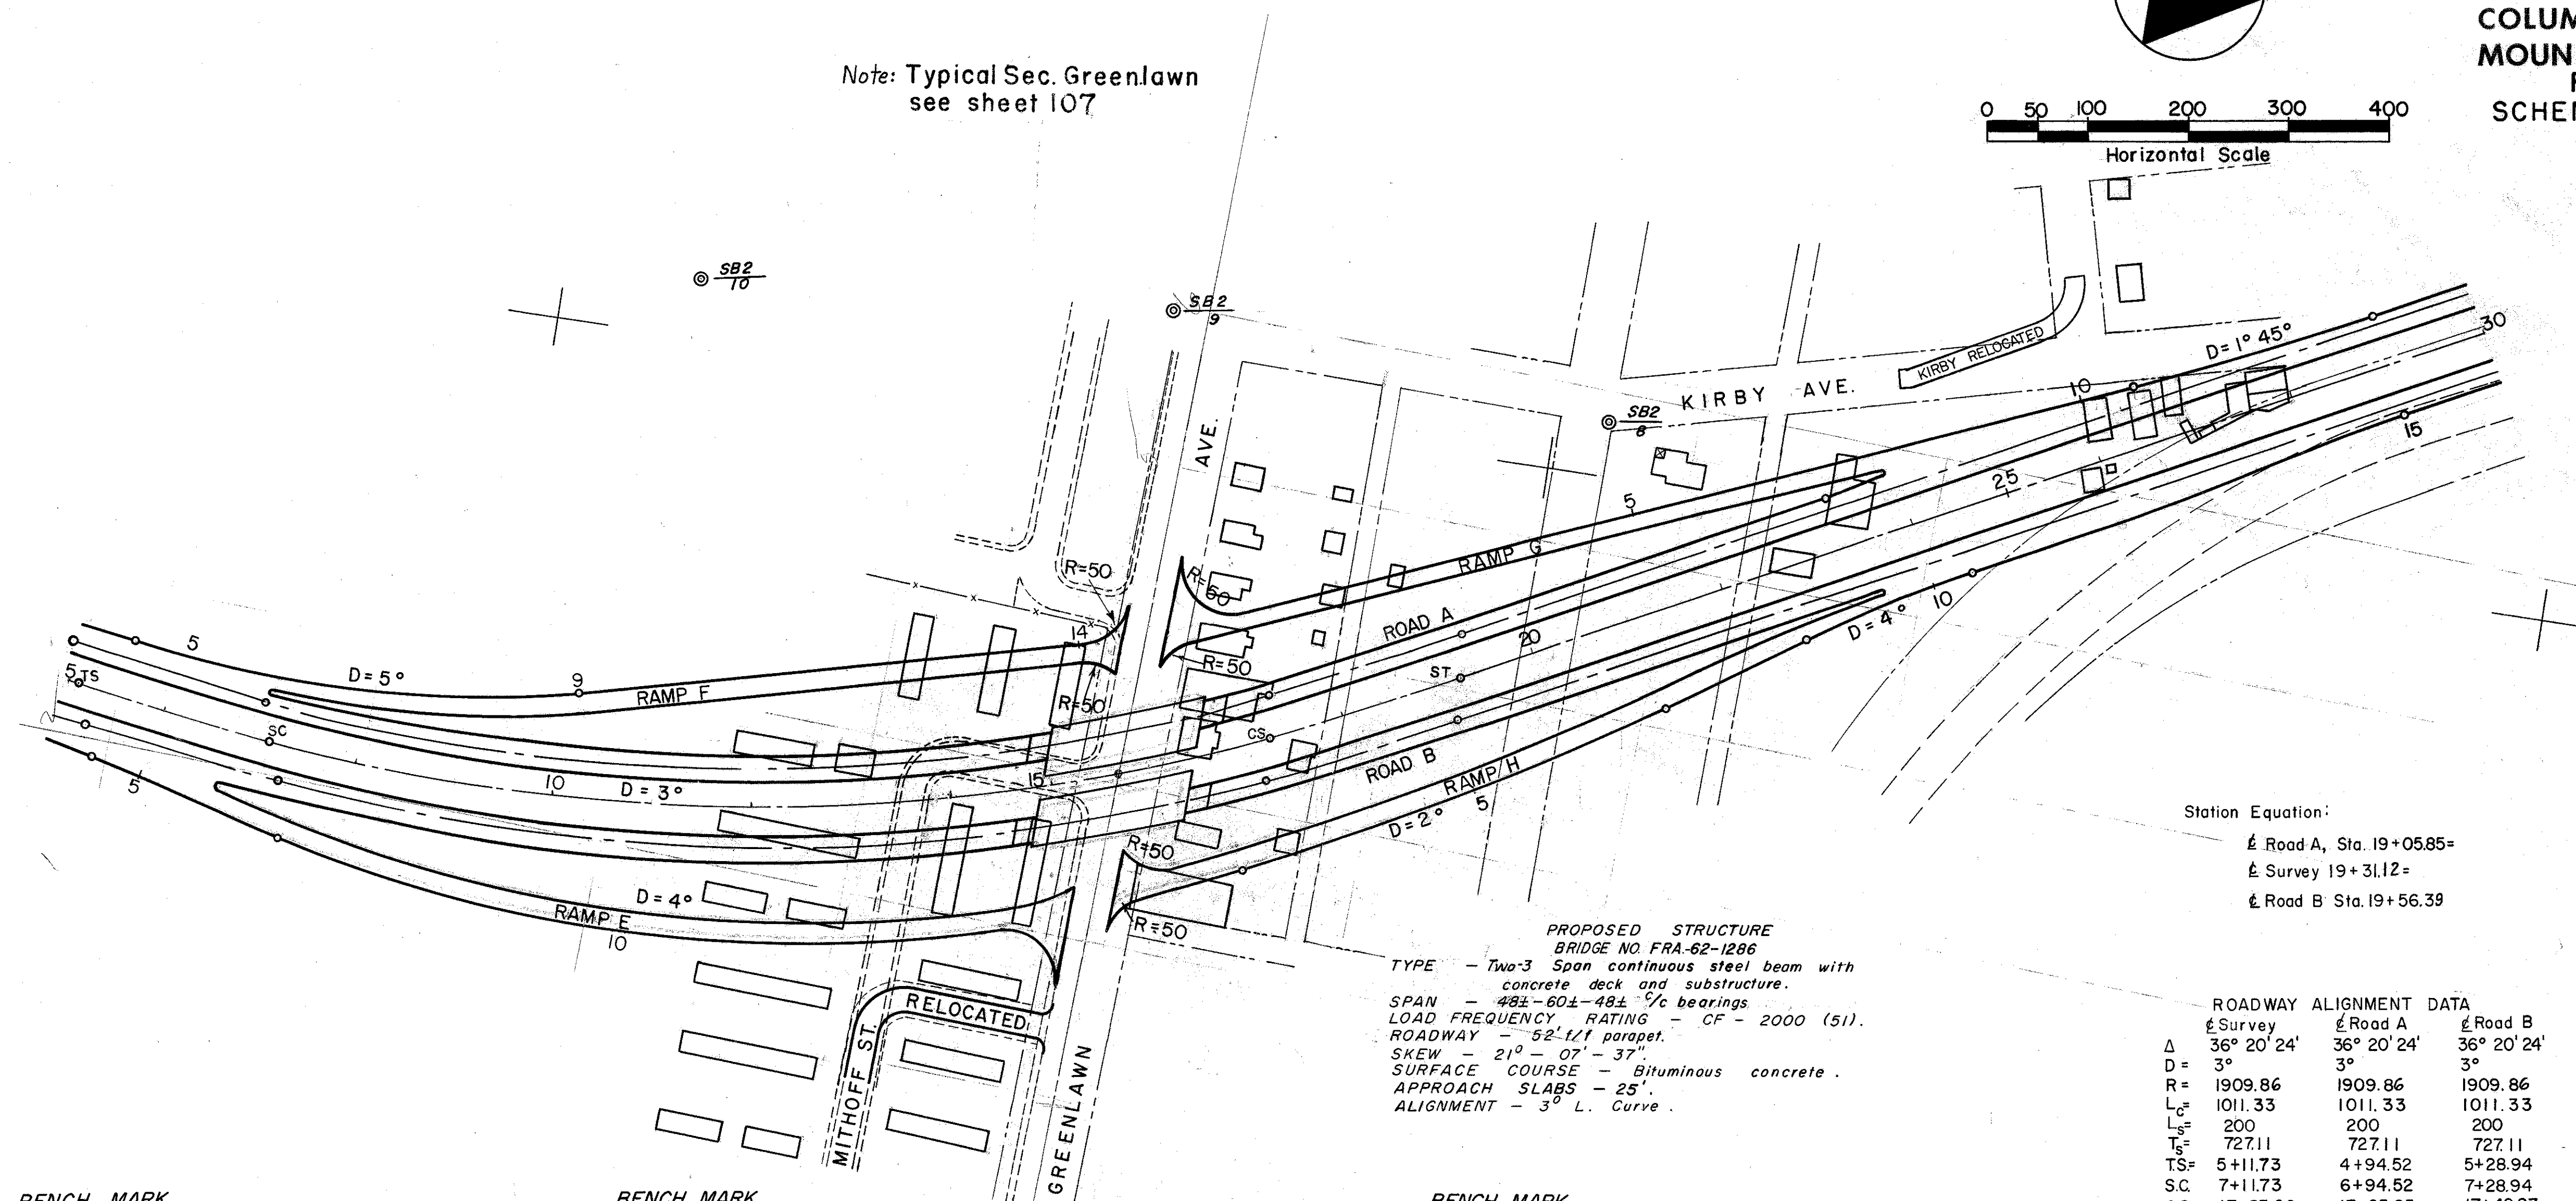 COLUM
MOUN
SCHEM
Note: Typical Sec. Greenlawn
see sheet 107
0 50 100 200 300 400
Horizontal Scale
SB2
10
SB2
9
SB2
8
KIRBY AVE.
KIRBY RELOCATED
D=1° 45°
30
10
15
25
5
AVE.
R=50
R=50
R=50
R=50
14
RAMP G
ROAD A
20
ST
CS
D=4°
10
5
D=5°
9
RAMP F
5 TS
SC
10
D=3°
15
5
ROAD B
RAMP H
D=2°
5
R=50
R=50
D=4°
RAMP E
10
RELOCATED
MITHOFF ST.
GREENLAWN
Station Equation:
₵ Road A, Sta. 19+05.85=
₵ Survey 19+31.12=
₵ Road B Sta. 19+56.39
PROPOSED STRUCTURE
BRIDGE NO. FRA-62-1286
TYPE — Two-3 Span continuous steel beam with
concrete deck and substructure.
SPAN — 48±-60±-48± c/c bearings
LOAD FREQUENCY RATING — CF - 2000 (51).
ROADWAY — 52' f/f parapet.
SKEW — 21° - 07' - 37".
SURFACE COURSE — Bituminous concrete.
APPROACH SLABS — 25'.
ALIGNMENT — 3° L. Curve.
ROADWAY ALIGNMENT DATA
₵ Survey ₵ Road A ₵ Road B
Δ 36° 20' 24' 36° 20' 24' 36° 20' 24'
D = 3° 3° 3°
R = 1909.86 1909.86 1909.86
Lc= 1011.33 1011.33 1011.33
Ls= 200 200 200
Ts= 727.11 727.11 727.11
T.S.= 5+11.73 4+94.52 5+28.94
S.C. 7+11.73 6+94.52 7+28.94
BENCH MARK
BENCH MARK
BENCH MARK